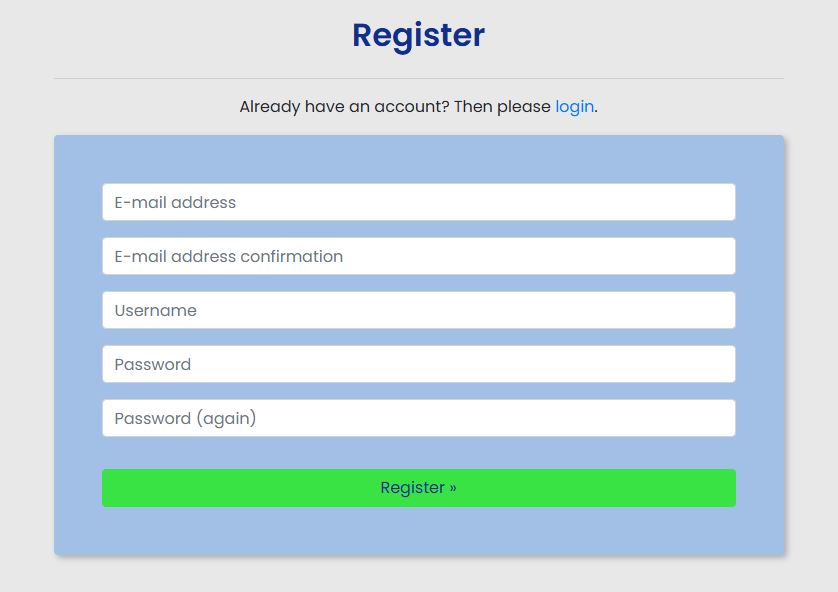 Register
Already have an account? Then please login.
E-mail address
E-mail address confirmation
Username
Password
Password (again)
Register »